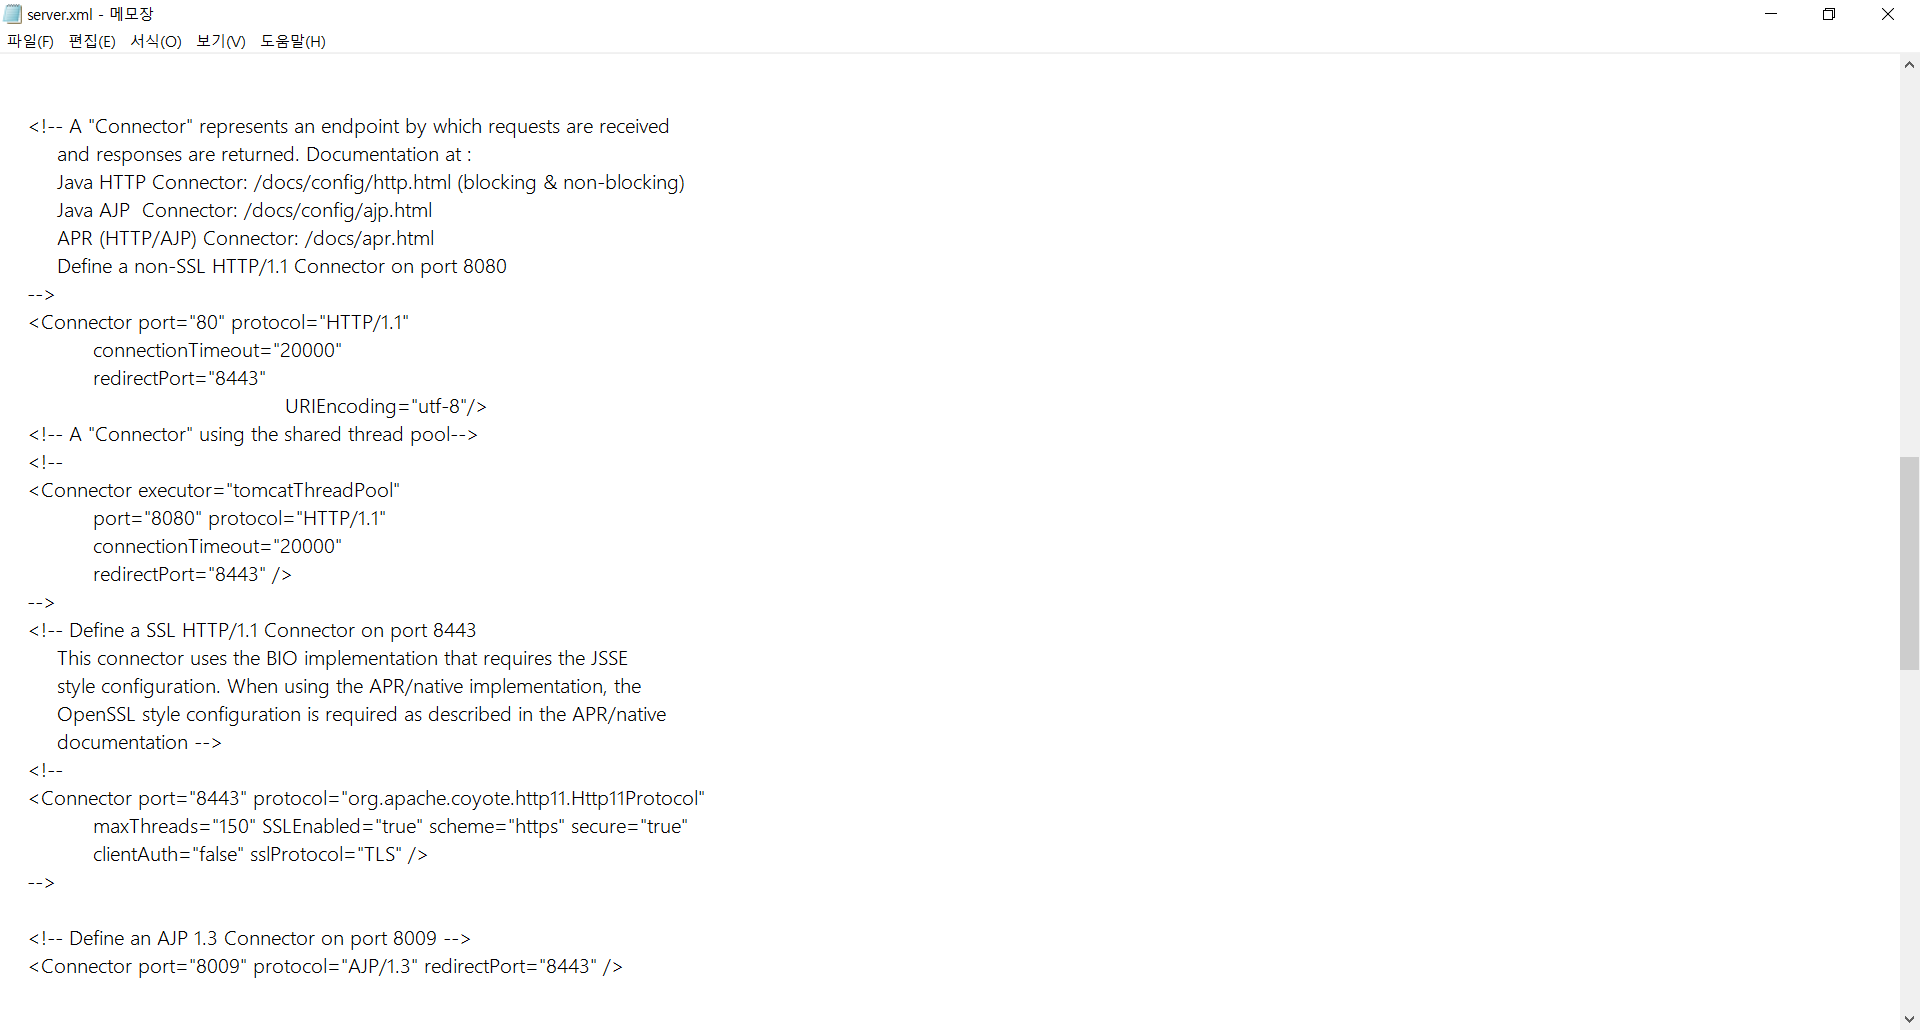 server.xml - 메모장
파일(F) 편집(E) 서식(O) 보기(V) 도움말(H)
<!-- A "Connector" represents an endpoint by which requests are received
and responses are returned. Documentation at :
Java HTTP Connector: /docs/config/http.html (blocking & non-blocking)
Java AJP  Connector: /docs/config/ajp.html
APR (HTTP/AJP) Connector: /docs/apr.html
Define a non-SSL HTTP/1.1 Connector on port 8080
-->
<Connector port="80" protocol="HTTP/1.1"
connectionTimeout="20000"
redirectPort="8443"
URIEncoding="utf-8"/>
<!-- A "Connector" using the shared thread pool-->
<!--
<Connector executor="tomcatThreadPool"
port="8080" protocol="HTTP/1.1"
connectionTimeout="20000"
redirectPort="8443" />
-->
<!-- Define a SSL HTTP/1.1 Connector on port 8443
This connector uses the BIO implementation that requires the JSSE
style configuration. When using the APR/native implementation, the
OpenSSL style configuration is required as described in the APR/native
documentation -->
<!--
<Connector port="8443" protocol="org.apache.coyote.http11.Http11Protocol"
maxThreads="150" SSLEnabled="true" scheme="https" secure="true"
clientAuth="false" sslProtocol="TLS" />
-->
<!-- Define an AJP 1.3 Connector on port 8009 -->
<Connector port="8009" protocol="AJP/1.3" redirectPort="8443" />